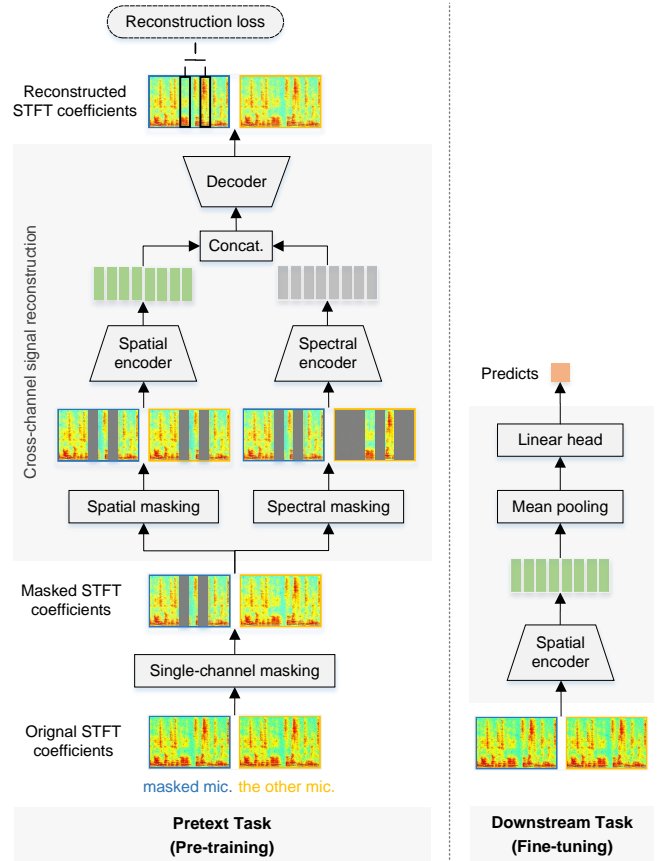 Reconstruction loss
Reconstructed
STFT coefficients
Decoder
Cross-channel signal reconstruction
Concat.
Spatial
encoder
Spectral
encoder
Spatial masking
Spectral masking
Masked STFT
coefficients
Single-channel masking
Orignal STFT
coefficients
masked mic. the other mic.
Pretext Task
(Pre-training)
Predicts
Linear head
Mean pooling
Spatial
encoder
Downstream Task
(Fine-tuning)